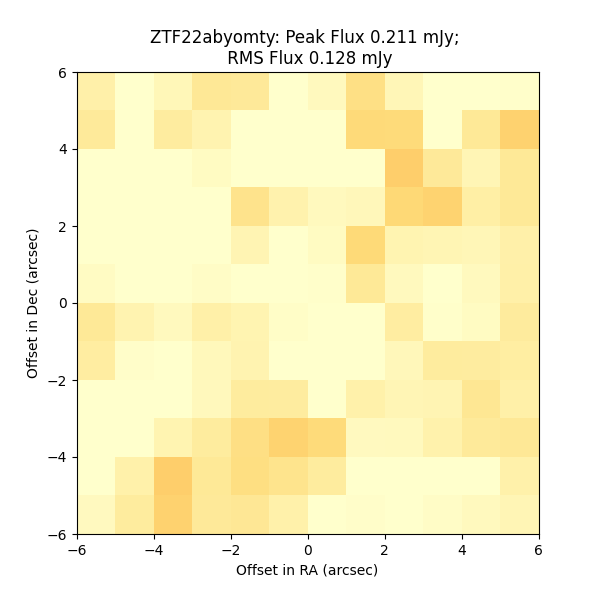 ZTF22abyomty: Peak Flux 0.211 mJy;
RMS Flux 0.128 mJy
6
4
2
0
−2
−4
−6
Offset in Dec (arcsec)
−6 −4 −2 0 2 4 6
Offset in RA (arcsec)